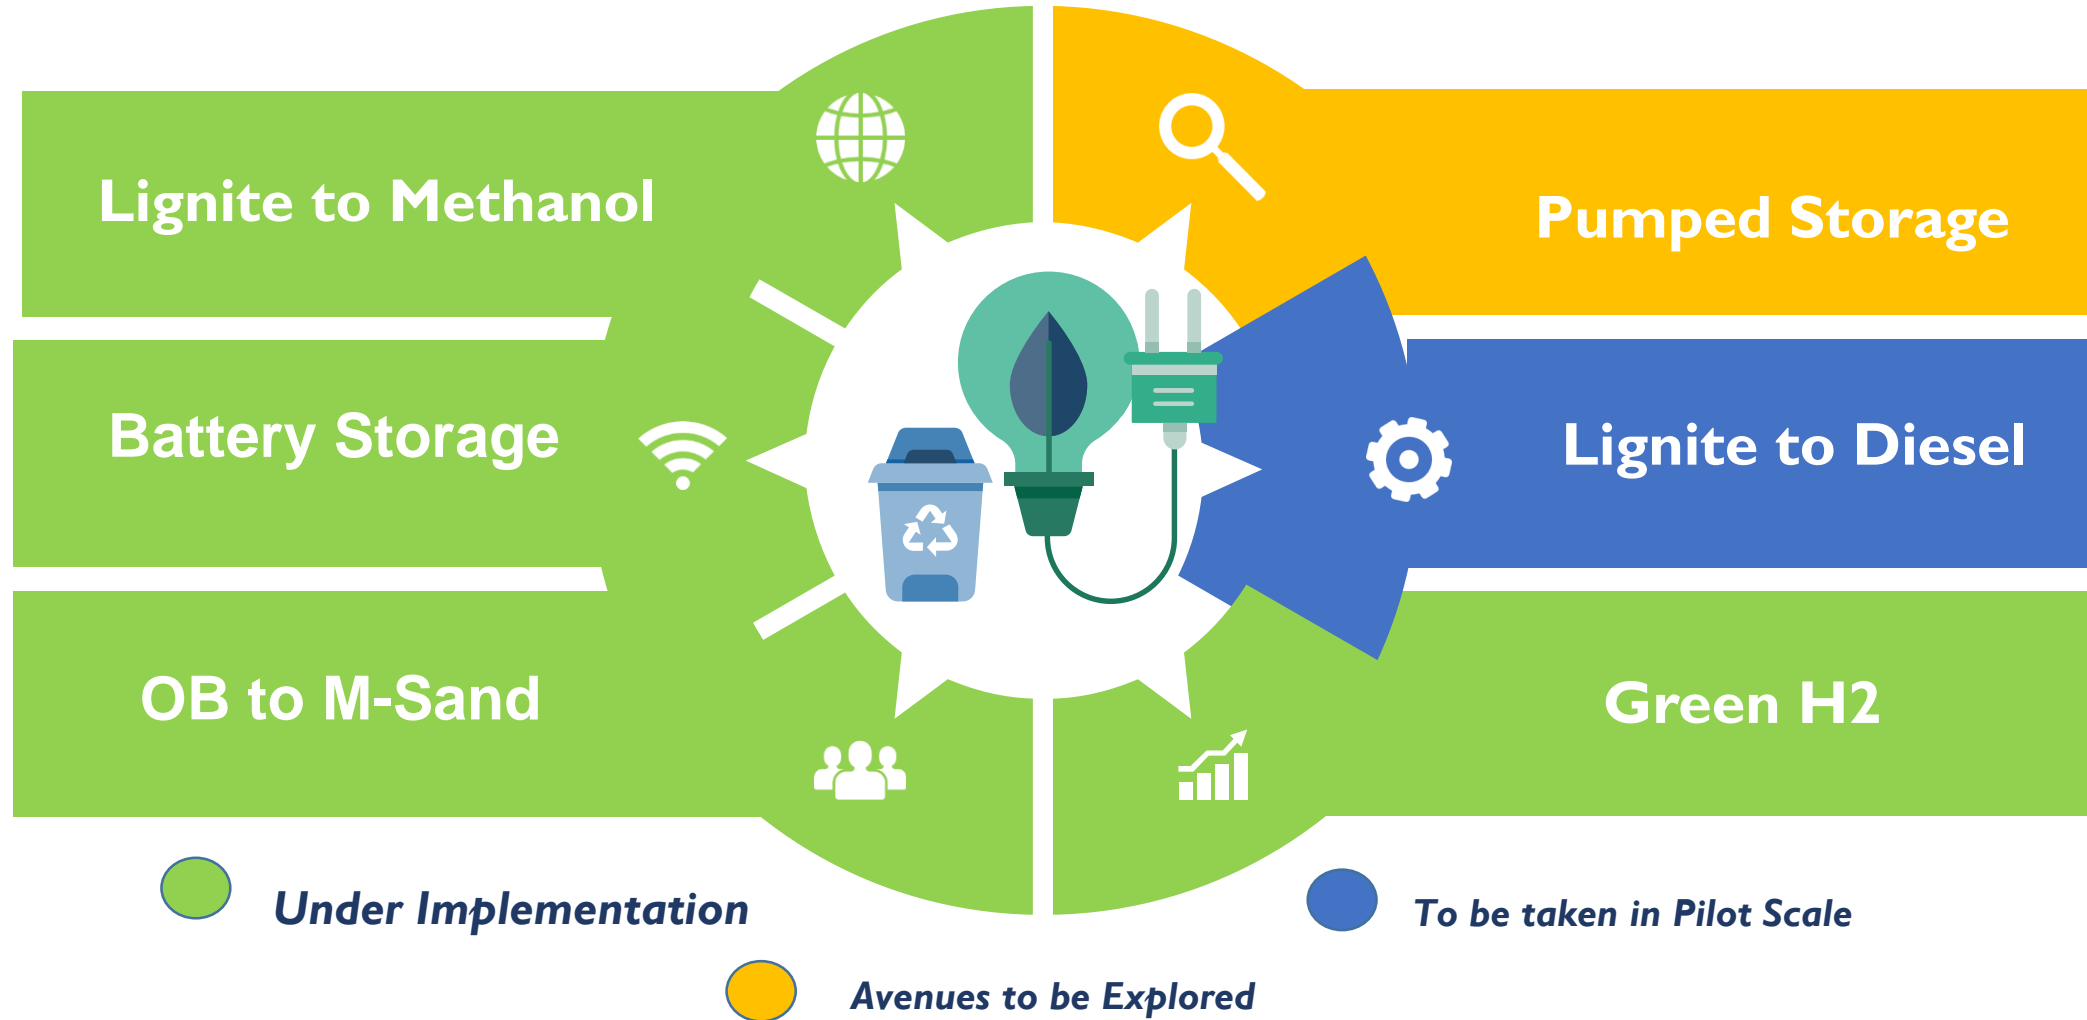 Lignite to Methanol
Pumped Storage
Battery Storage
Lignite to Diesel
OB to M-Sand
Green H2
Under Implementation
To be taken in Pilot Scale
Avenues to be Explored